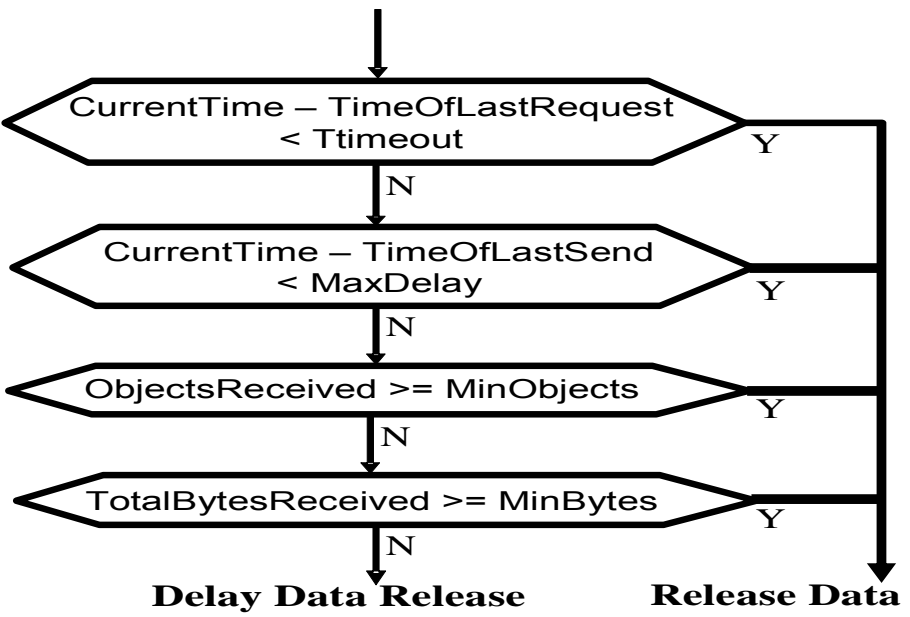 CurrentTime – TimeOfLastRequest
< Ttimeout
Y
N
CurrentTime – TimeOfLastSend
< MaxDelay
Y
N
ObjectsReceived >= MinObjects
Y
N
TotalBytesReceived >= MinBytes
Y
N
Delay Data Release
Release Data